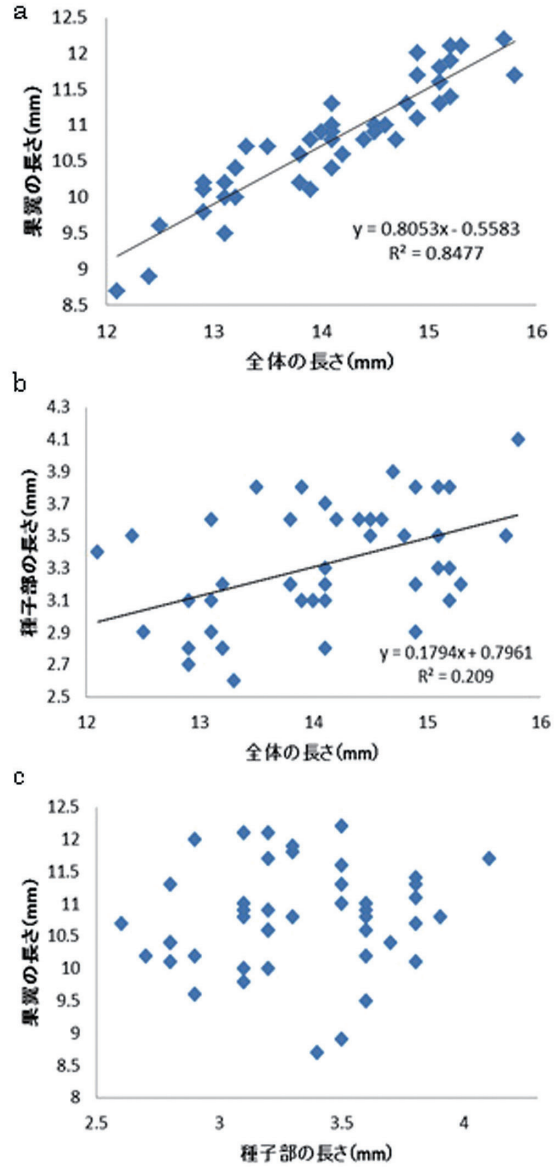 a
12.5
12
11.5
11
10.5
10
9.5
9
8.5
果翼の長さ(mm)
y = 0.8053x - 0.5583
R² = 0.8477
12 13 14 15 16
全体の長さ(mm)
b
4.3
4.1
3.9
3.7
3.5
3.3
3.1
2.9
2.7
2.5
種子部の長さ(mm)
y = 0.1794x + 0.7961
R² = 0.209
12 13 14 15 16
全体の長さ(mm)
c
12.5
12
11.5
11
10.5
10
9.5
9
8.5
8
果翼の長さ(mm)
2.5 3 3.5 4
種子部の長さ(mm)